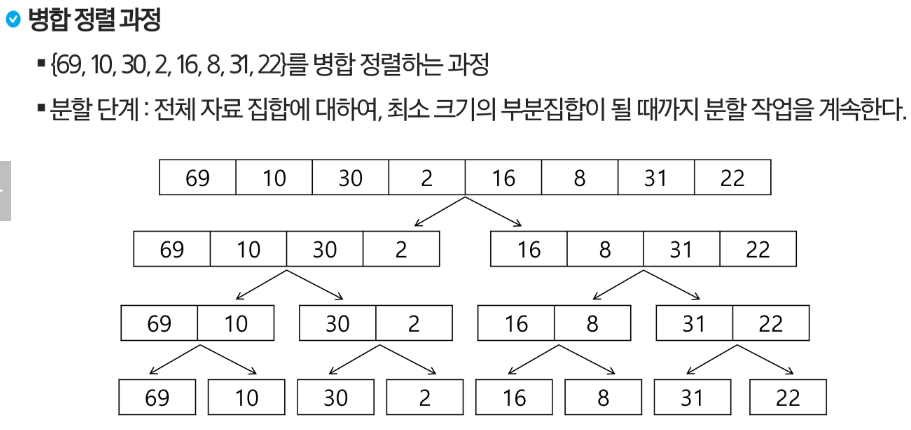 병합 정렬 과정
▪ {69, 10, 30, 2, 16, 8, 31, 22}를 병합 정렬하는 과정
▪ 분할 단계 : 전체 자료 집합에 대하여, 최소 크기의 부분집합이 될 때까지 분할 작업을 계속한다.
69 10 30 2 16 8 31 22
69 10 30 2 16 8 31 22
69 10 30 2 16 8 31 22
69 10 30 2 16 8 31 22